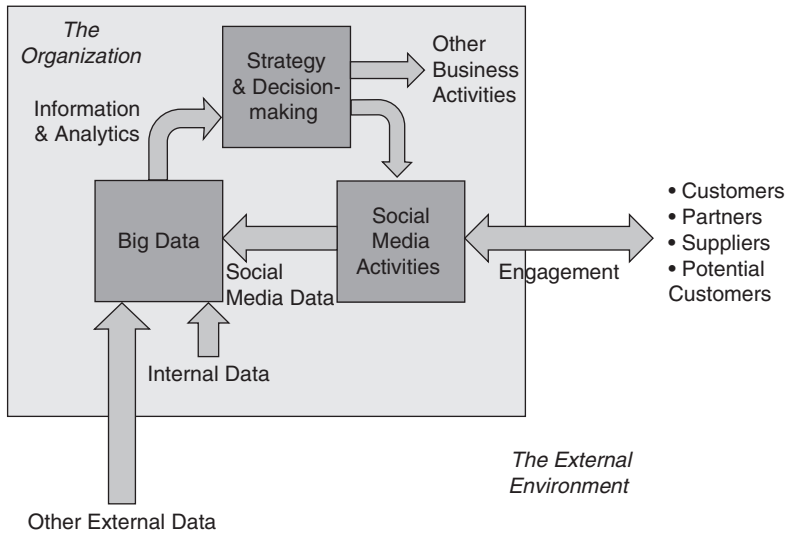 The
Organization
Strategy
& Decision-
making
Other
Business
Activities
Information
& Analytics
Big Data
Social
Media
Activities
Social
Media Data
Engagement
• Customers
• Partners
• Suppliers
• Potential
Customers
Internal Data
The External
Environment
Other External Data